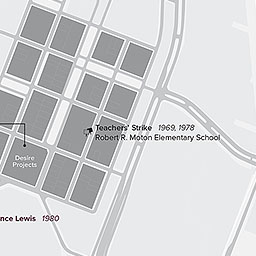 Teachers' Strike 1969, 1978
Robert R. Moton Elementary School
Desire
Projects
nce Lewis 1980